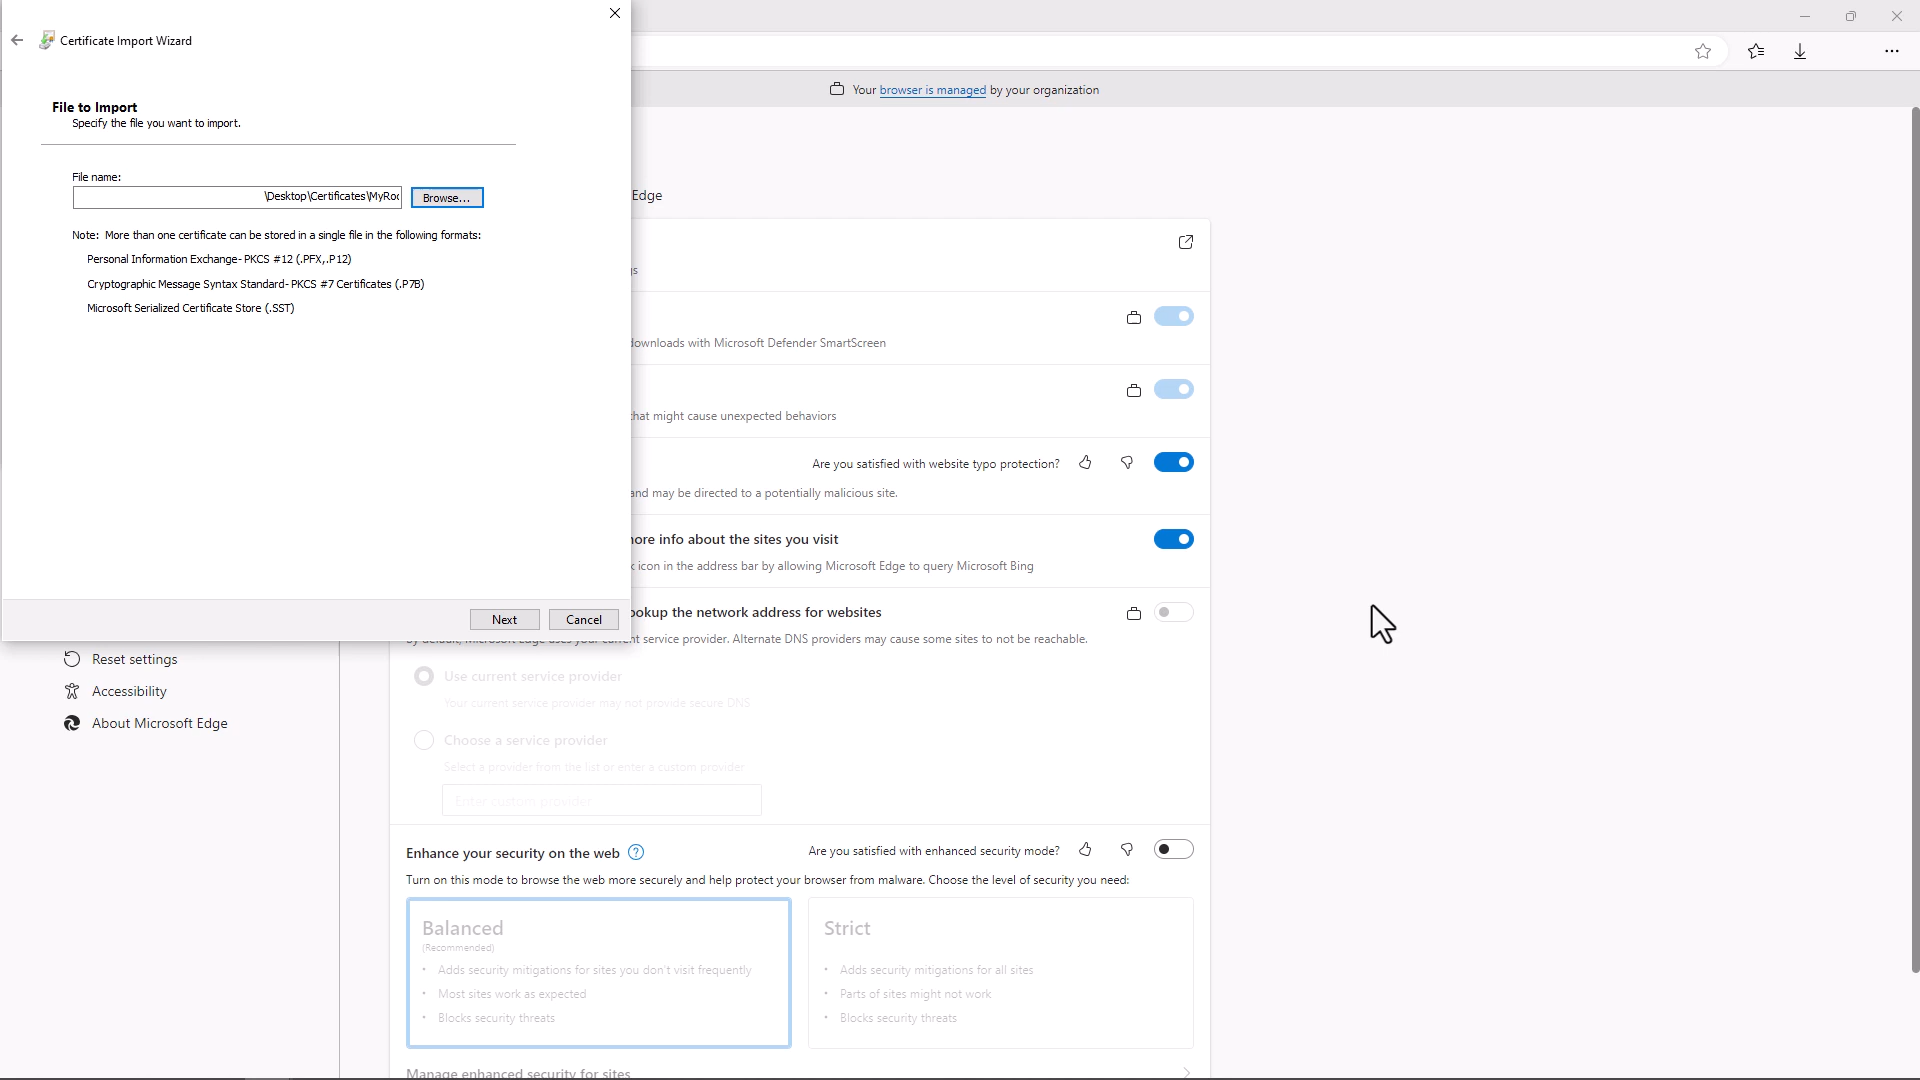 Certificate Import Wizard
File to Import
Specify the file you want to import.
File name:
\Desktop\Certificates\MyRoo
Browse...
Note: More than one certificate can be stored in a single file in the following formats:
Personal Information Exchange- PKCS #12 (.PFX,.P12)
Cryptographic Message Syntax Standard- PKCS #7 Certificates (.P7B)
Microsoft Serialized Certificate Store (.SST)
Next
Cancel
Your browser is managed by your organization
Edge
downloads with Microsoft Defender SmartScreen
that might cause unexpected behaviors
Are you satisfied with website typo protection?
and may be directed to a potentially malicious site.
more info about the sites you visit
icon in the address bar by allowing Microsoft Edge to query Microsoft Bing
ookup the network address for websites
By default, Microsoft Edge uses your current service provider. Alternate DNS providers may cause some sites to not be reachable.
Use current service provider
Your current service provider may not provide secure DNS
Choose a service provider
Select a provider from the list or enter a custom provider
Enter custom provider
Reset settings
Accessibility
About Microsoft Edge
Enhance your security on the web
Are you satisfied with enhanced security mode?
Turn on this mode to browse the web more securely and help protect your browser from malware. Choose the level of security you need:
Balanced
(Recommended)
• Adds security mitigations for sites you don't visit frequently
• Most sites work as expected
• Blocks security threats
Strict
• Adds security mitigations for all sites
• Parts of sites might not work
• Blocks security threats
Manage enhanced security for sites